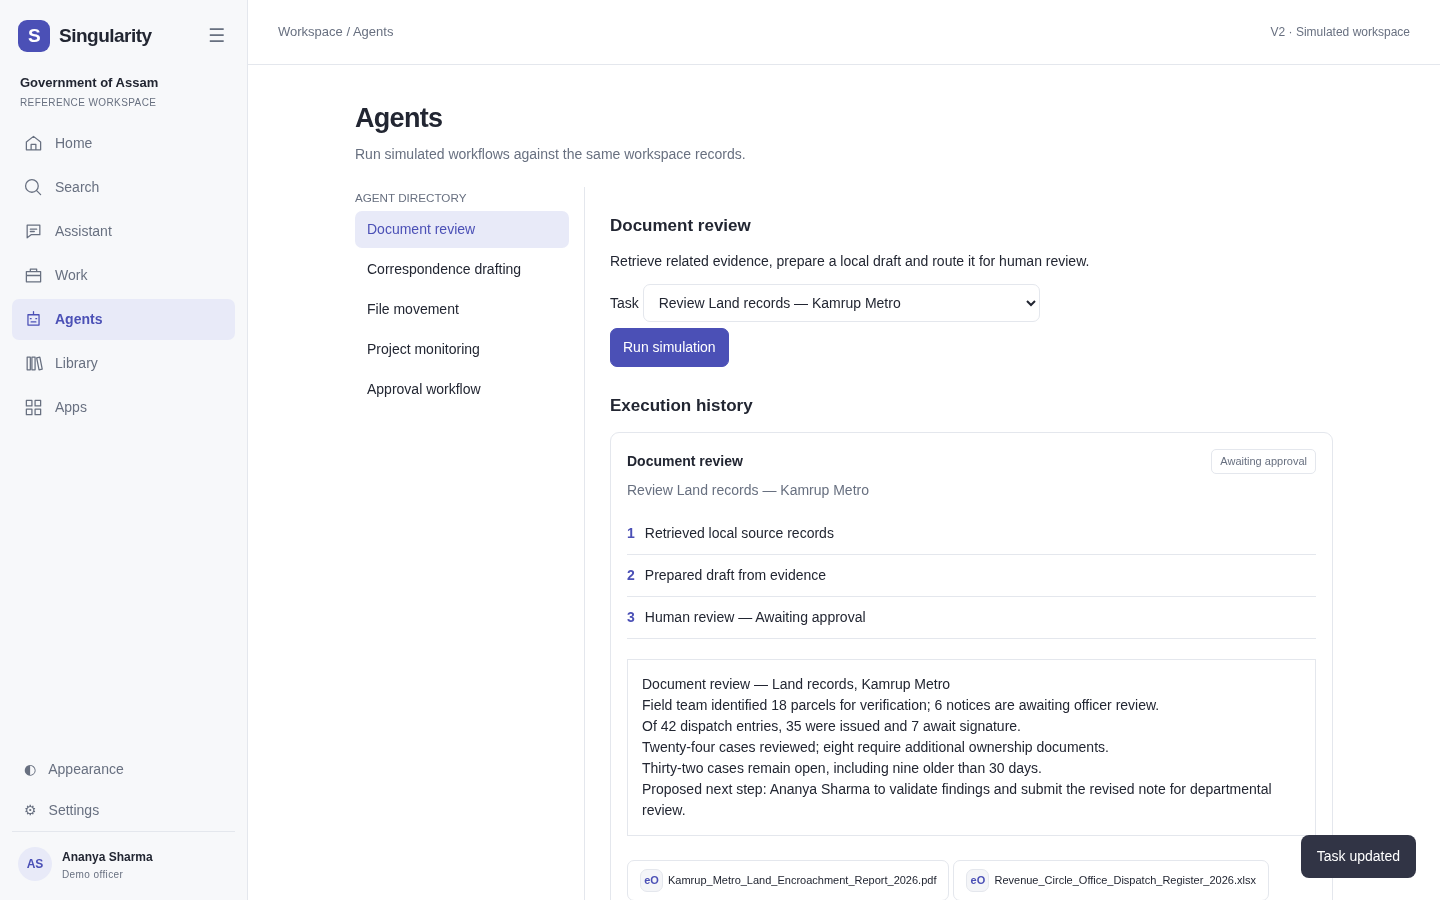 S Singularity
Government of Assam
REFERENCE WORKSPACE
Home
Search
Assistant
Work
Agents
Library
Apps
Appearance
Settings
AS Ananya Sharma
Demo officer
Workspace / Agents
V2 · Simulated workspace
Agents
Run simulated workflows against the same workspace records.
AGENT DIRECTORY
Document review
Correspondence drafting
File movement
Project monitoring
Approval workflow
Document review
Retrieve related evidence, prepare a local draft and route it for human review.
Task Review Land records — Kamrup Metro
Run simulation
Execution history
Document review Awaiting approval
Review Land records — Kamrup Metro
1 Retrieved local source records
2 Prepared draft from evidence
3 Human review — Awaiting approval
Document review — Land records, Kamrup Metro
Field team identified 18 parcels for verification; 6 notices are awaiting officer review.
Of 42 dispatch entries, 35 were issued and 7 await signature.
Twenty-four cases reviewed; eight require additional ownership documents.
Thirty-two cases remain open, including nine older than 30 days.
Proposed next step: Ananya Sharma to validate findings and submit the revised note for departmental
review.
Task updated
eO Kamrup_Metro_Land_Encroachment_Report_2026.pdf eO Revenue_Circle_Office_Dispatch_Register_2026.xlsx